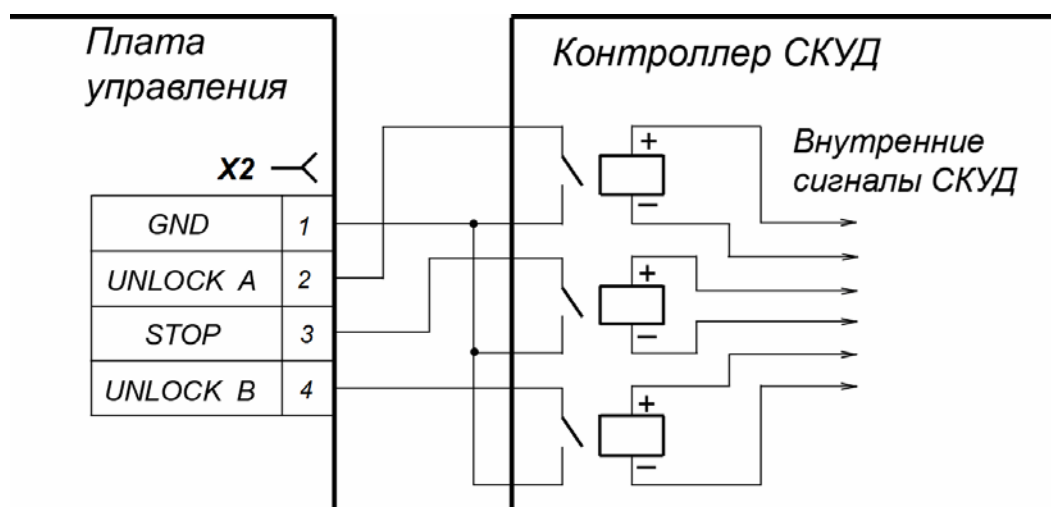 Плата
управления
Контроллер СКУД
X2
GND 1
UNLOCK A 2
STOP 3
UNLOCK B 4
Внутренние
сигналы СКУД
+
−
+
−
+
−